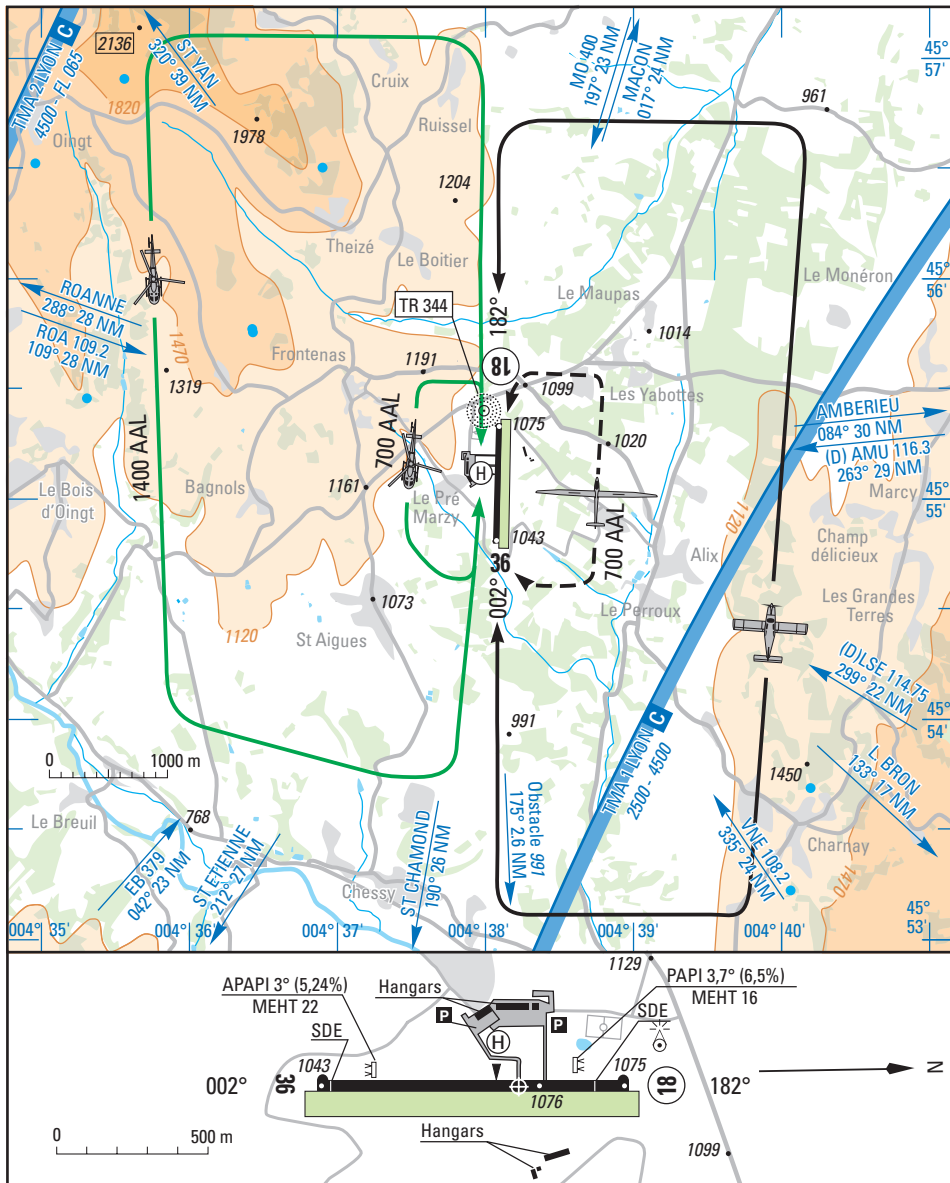 2136
ST YAN
320° 39 NM
TMA 2 LYON C
4500 - FL 065
1820
Oingt
1978
Cruix
Ruissel
1204
Theizé
Le Boitier
MO 400
197° 23 NM
MACON
017° 24 NM
961
45°
57'
45°
56'
Le Monéron
Le Maupas
1014
TR 344
182°
18
ROANNE
288° 28 NM
ROA 109.2
109° 28 NM
1470
Frontenas
1319
1191
1099
Les Yabottes
1075
1020
AMBERIEU
084° 30 NM
(D) AMU 116.3
263° 29 NM
1400 AAL
700 AAL
Bagnols
1161
Le Pré
Marzy
H
Le Bois
d'Oingt
Marcy
45°
55'
1120
Champ
délicieux
1043
36
002°
700 AAL
Alix
1073
St Aigues
1120
Le Perroux
Les Grandes
Terres
(D)LSE 114.75
299° 22 NM
45°
54'
991
Obstacle 991
175° 2.6 NM
TMA 1 LYON C
2500 - 4500
1450
L. BRON
133° 17 NM
0 1000 m
768
Le Breuil
EB 379
042° 23 NM
ST ETIENNE
212° 27 NM
Chessy
ST CHAMOND
190° 26 NM
VNE 108.2
335° 24 NM
Charnay
1470
004° 35'
004° 36'
004° 37'
004° 38'
004° 39'
004° 40'
45°
53'
1129
APAPI 3° (5,24%)
MEHT 22
Hangars
PAPI 3,7° (6,5%)
MEHT 16
SDE
P
H
P
SDE
1043
1075
002°
36
18
182°
N
1076
0 500 m
Hangars
1099